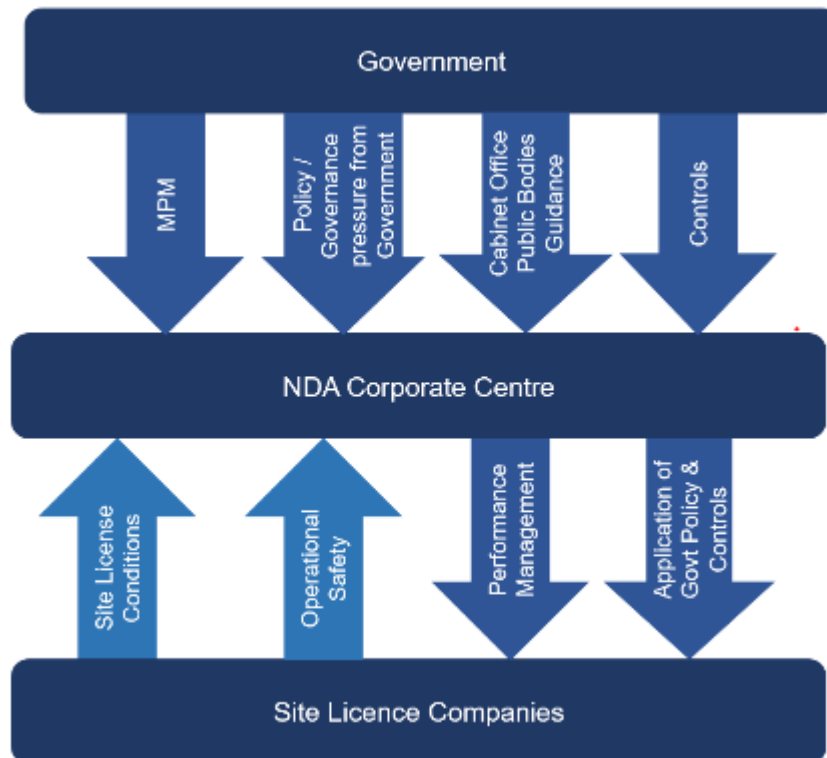 Government
MPM
Policy /
Governance
pressure from
Government
Cabinet Office
Public Bodies
Guidance
Controls
NDA Corporate Centre
Site License
Conditions
Operational
Safety
Performance
Management
Application of
Govt Policy &
Controls
Site Licence Companies